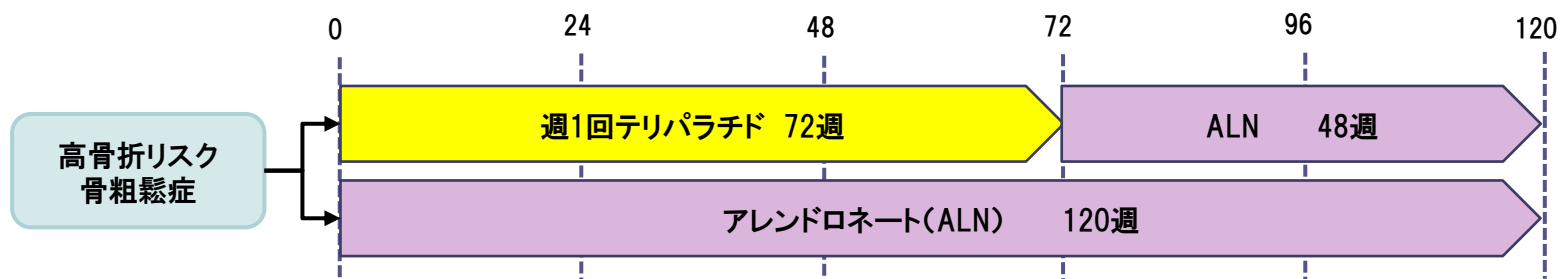 0 24 48 72 96 120
週1回テリパラチド 72週
ALN 48週
高骨折リスク
骨粗鬆症
アレンドロネート(ALN) 120週